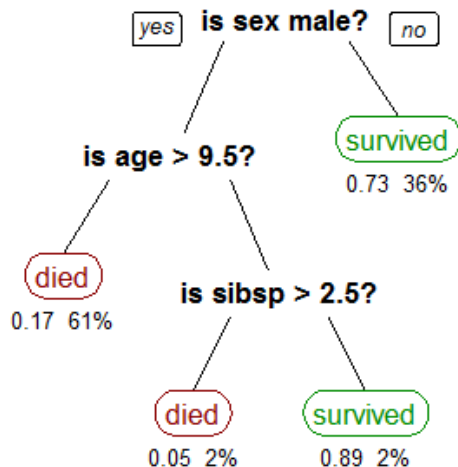 yes is sex male? no
is age > 9.5?
survived
0.73 36%
died
0.17 61%
is sibsp > 2.5?
died survived
0.05 2% 0.89 2%